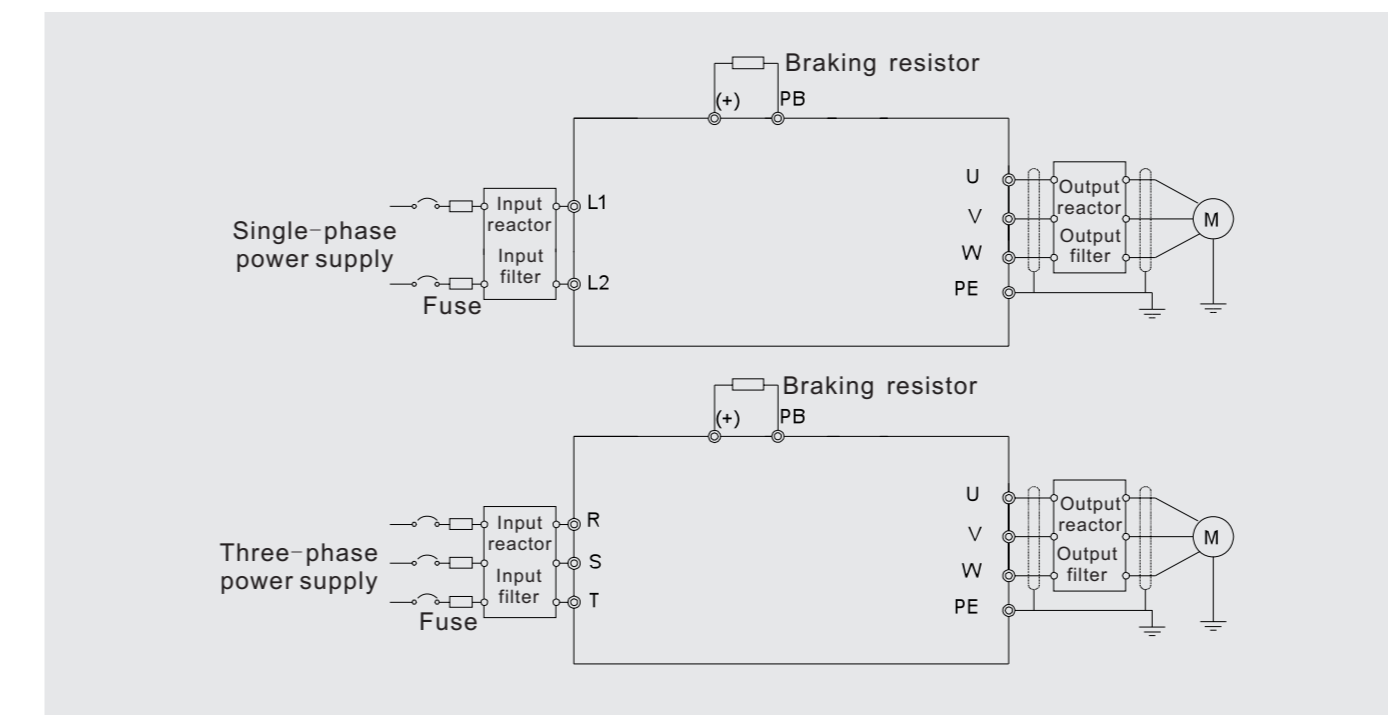 Braking resistor
(+) PB
U
V
W
PE
L1
L2
Input
reactor
Input
filter
Single-phase
power supply
Fuse
Output
reactor
Output
filter
M
Braking resistor
(+) PB
U
V
W
PE
R
S
T
Input
reactor
Input
filter
Three-phase
power supply
Fuse
Output
reactor
Output
filter
M